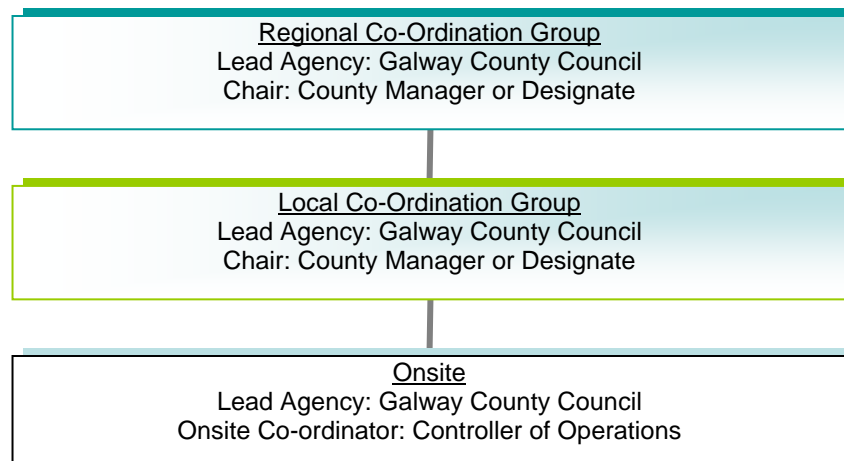 Regional Co-Ordination Group
Lead Agency: Galway County Council
Chair: County Manager or Designate
Local Co-Ordination Group
Lead Agency: Galway County Council
Chair: County Manager or Designate
Onsite
Lead Agency: Galway County Council
Onsite Co-ordinator: Controller of Operations